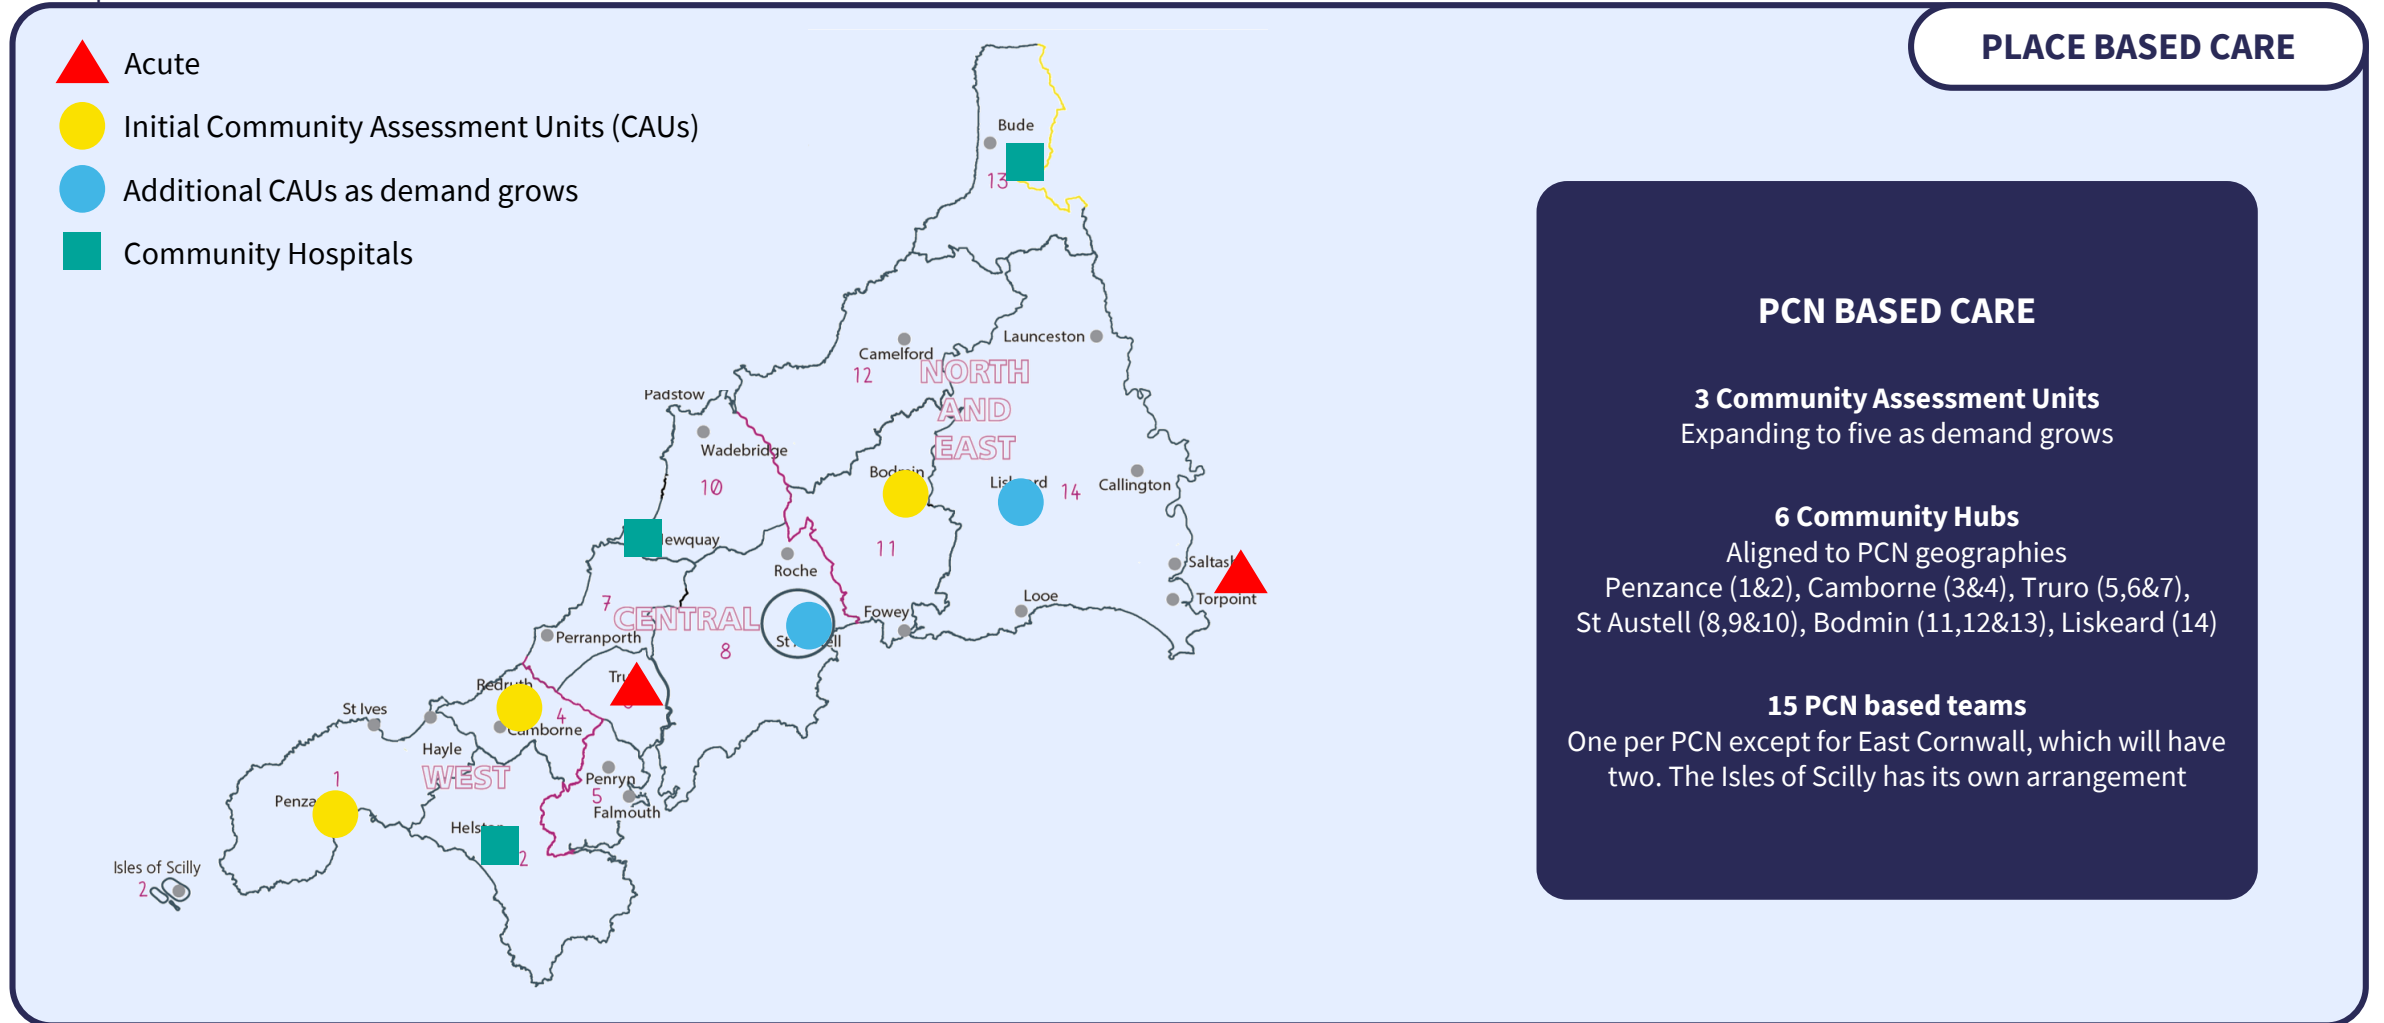 PLACE BASED CARE
Acute
Initial Community Assessment Units (CAUs)
Additional CAUs as demand grows
Community Hospitals
Bude
13
Launceston
Camelford
12
NORTH
AND
EAST
Padstow
Wadebridge
10
Callington
14
11
Roche
Looe
Torpoint
Fowey
7
CENTRAL
Perranporth
8
Redruth
4
St Ives
Camborne
Hayle
WEST
1
Penryn
5
Falmouth
2
Isles of Scilly
2
PCN BASED CARE
3 Community Assessment Units
Expanding to five as demand grows
6 Community Hubs
Aligned to PCN geographies
Penzance (1&2), Camborne (3&4), Truro (5,6&7),
St Austell (8,9&10), Bodmin (11,12&13), Liskeard (14)
15 PCN based teams
One per PCN except for East Cornwall, which will have
two. The Isles of Scilly has its own arrangement